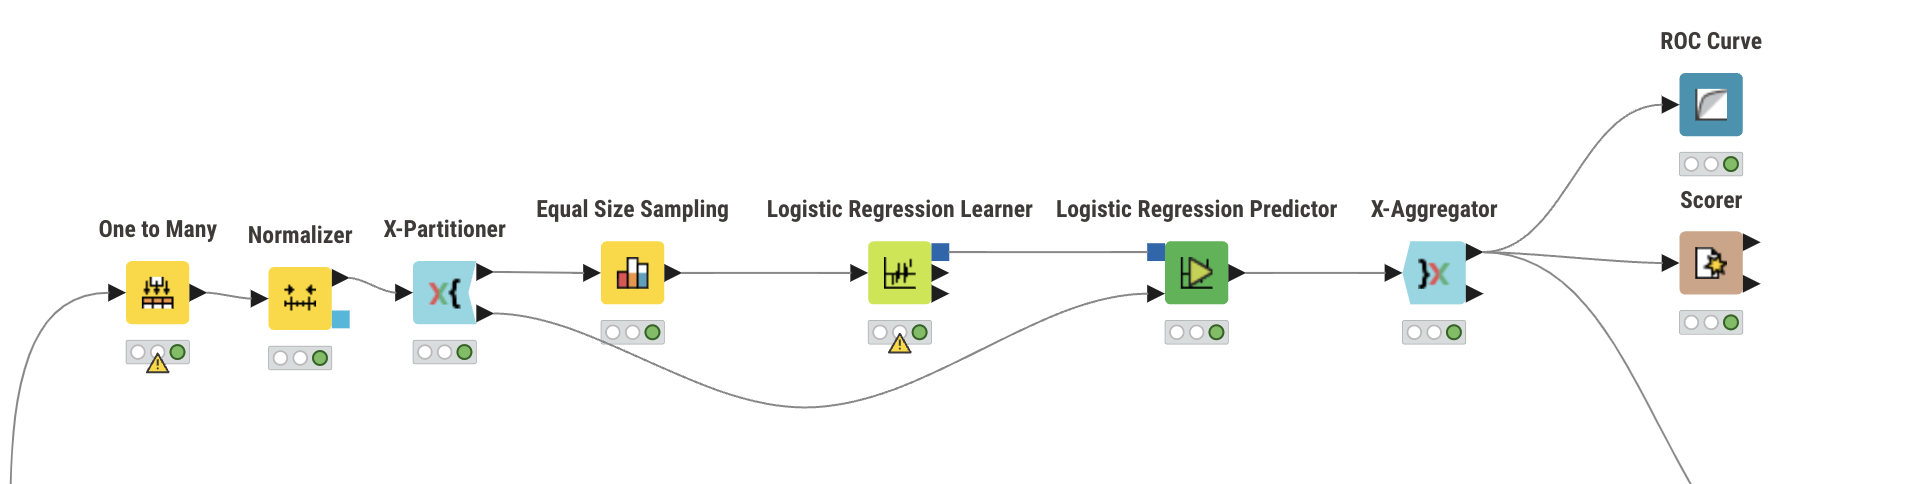 ROC Curve
Scorer
One to Many
Normalizer
X-Partitioner
Equal Size Sampling
Logistic Regression Learner
Logistic Regression Predictor
X-Aggregator
X{
}X